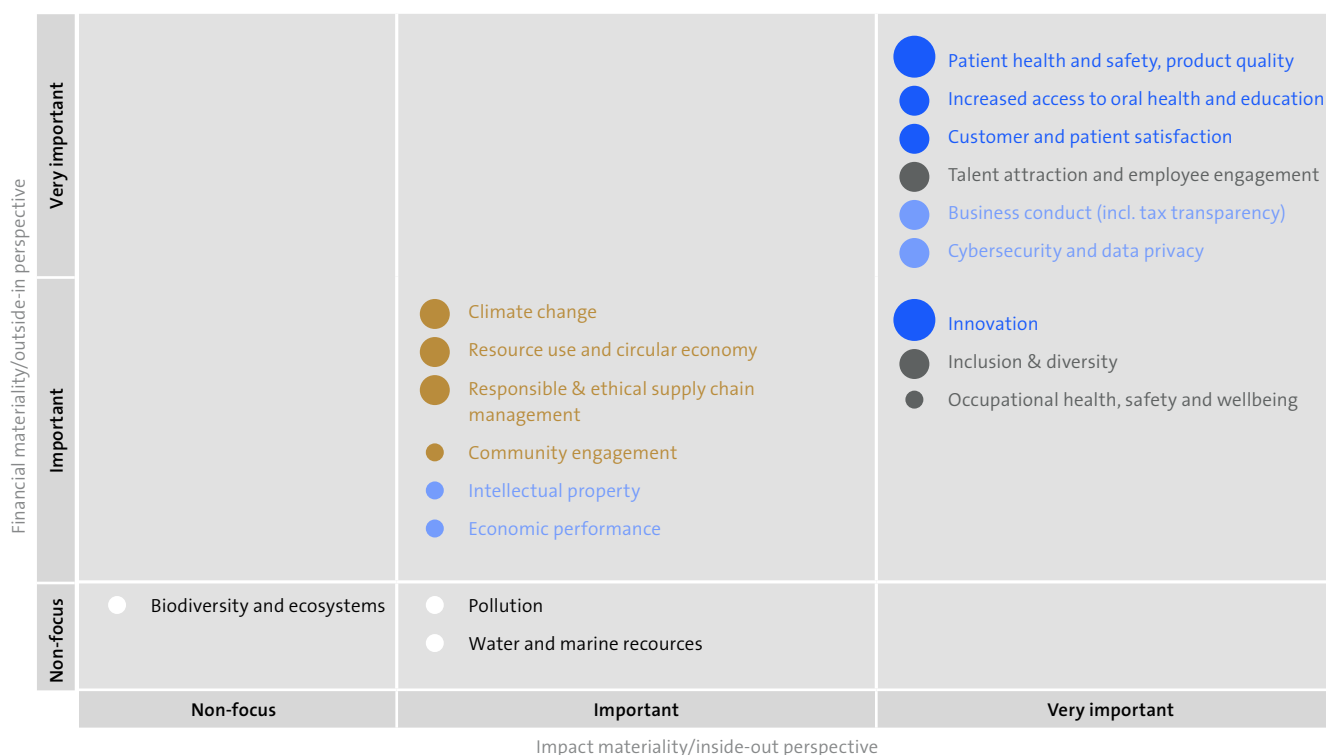 Financial materiality/outside-in perspective
Very important
Patient health and safety, product quality
Increased access to oral health and education
Customer and patient satisfaction
Talent attraction and employee engagement
Business conduct (incl. tax transparency)
Cybersecurity and data privacy
Important
Climate change
Resource use and circular economy
Responsible & ethical supply chain
management
Community engagement
Intellectual property
Economic performance
Innovation
Inclusion & diversity
Occupational health, safety and wellbeing
Non-focus
Biodiversity and ecosystems
Pollution
Water and marine recources
Non-focus
Important
Very important
Impact materiality/inside-out perspective